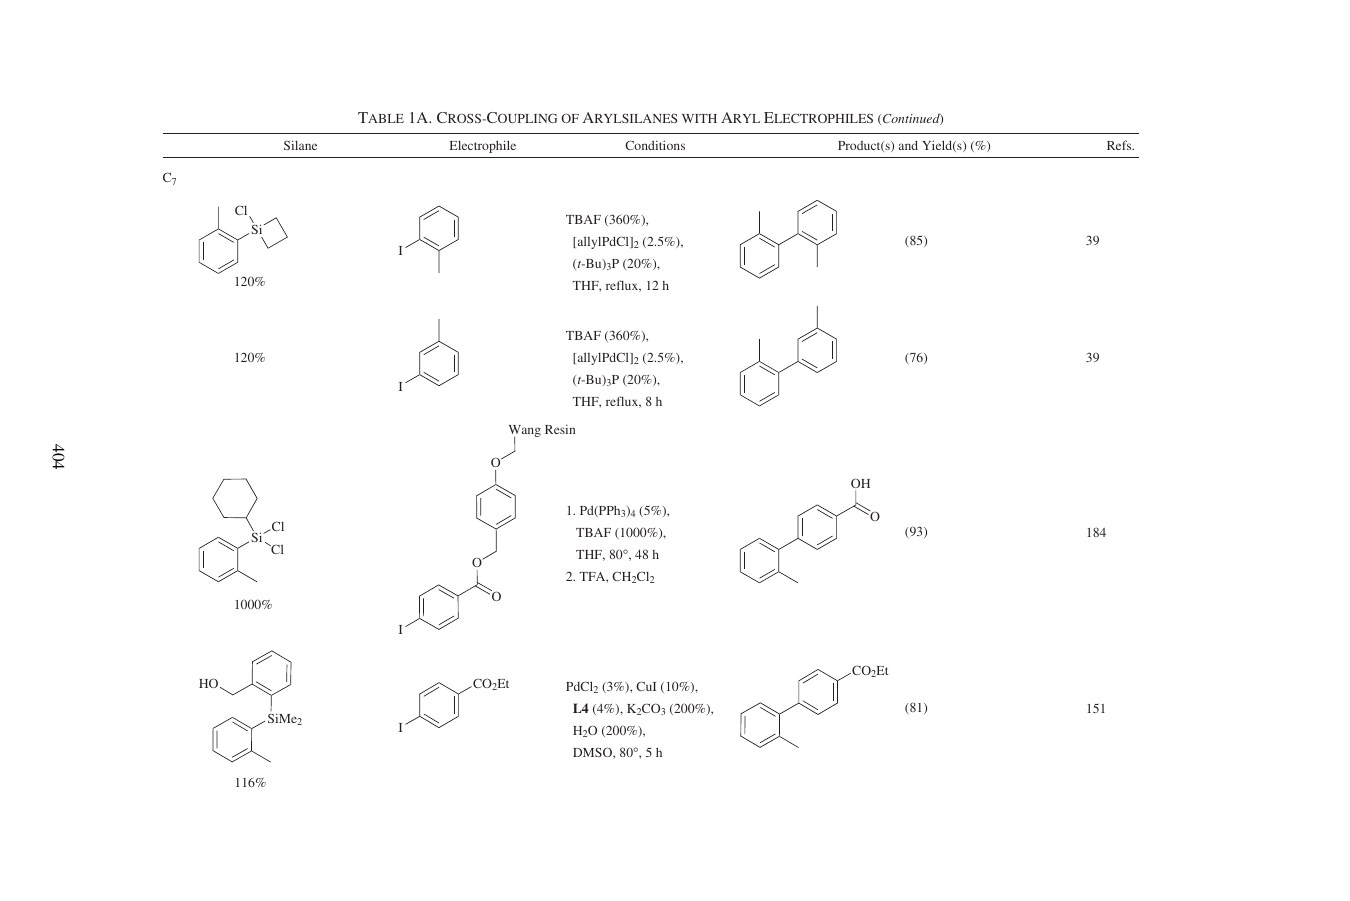 TABLE 1A. CROSS-COUPLING OF ARYLSILANES WITH ARYL ELECTROPHILES (Continued)
Silane Electrophile Conditions Product(s) and Yield(s) (%) Refs.
C7
Cl
Si
120%
I
TBAF (360%),
[allylPdCl]2 (2.5%),
(t-Bu)3P (20%),
THF, reflux, 12 h
(85)
39
120%
I
TBAF (360%),
[allylPdCl]2 (2.5%),
(t-Bu)3P (20%),
THF, reflux, 8 h
(76)
39
404
Si
Cl
Cl
1000%
Wang Resin
O
O
O
I
1. Pd(PPh3)4 (5%),
TBAF (1000%),
THF, 80°, 48 h
2. TFA, CH2Cl2
OH
O
(93)
184
HO
SiMe2
116%
CO2Et
I
PdCl2 (3%), CuI (10%),
L4 (4%), K2CO3 (200%),
H2O (200%),
DMSO, 80°, 5 h
CO2Et
(81)
151